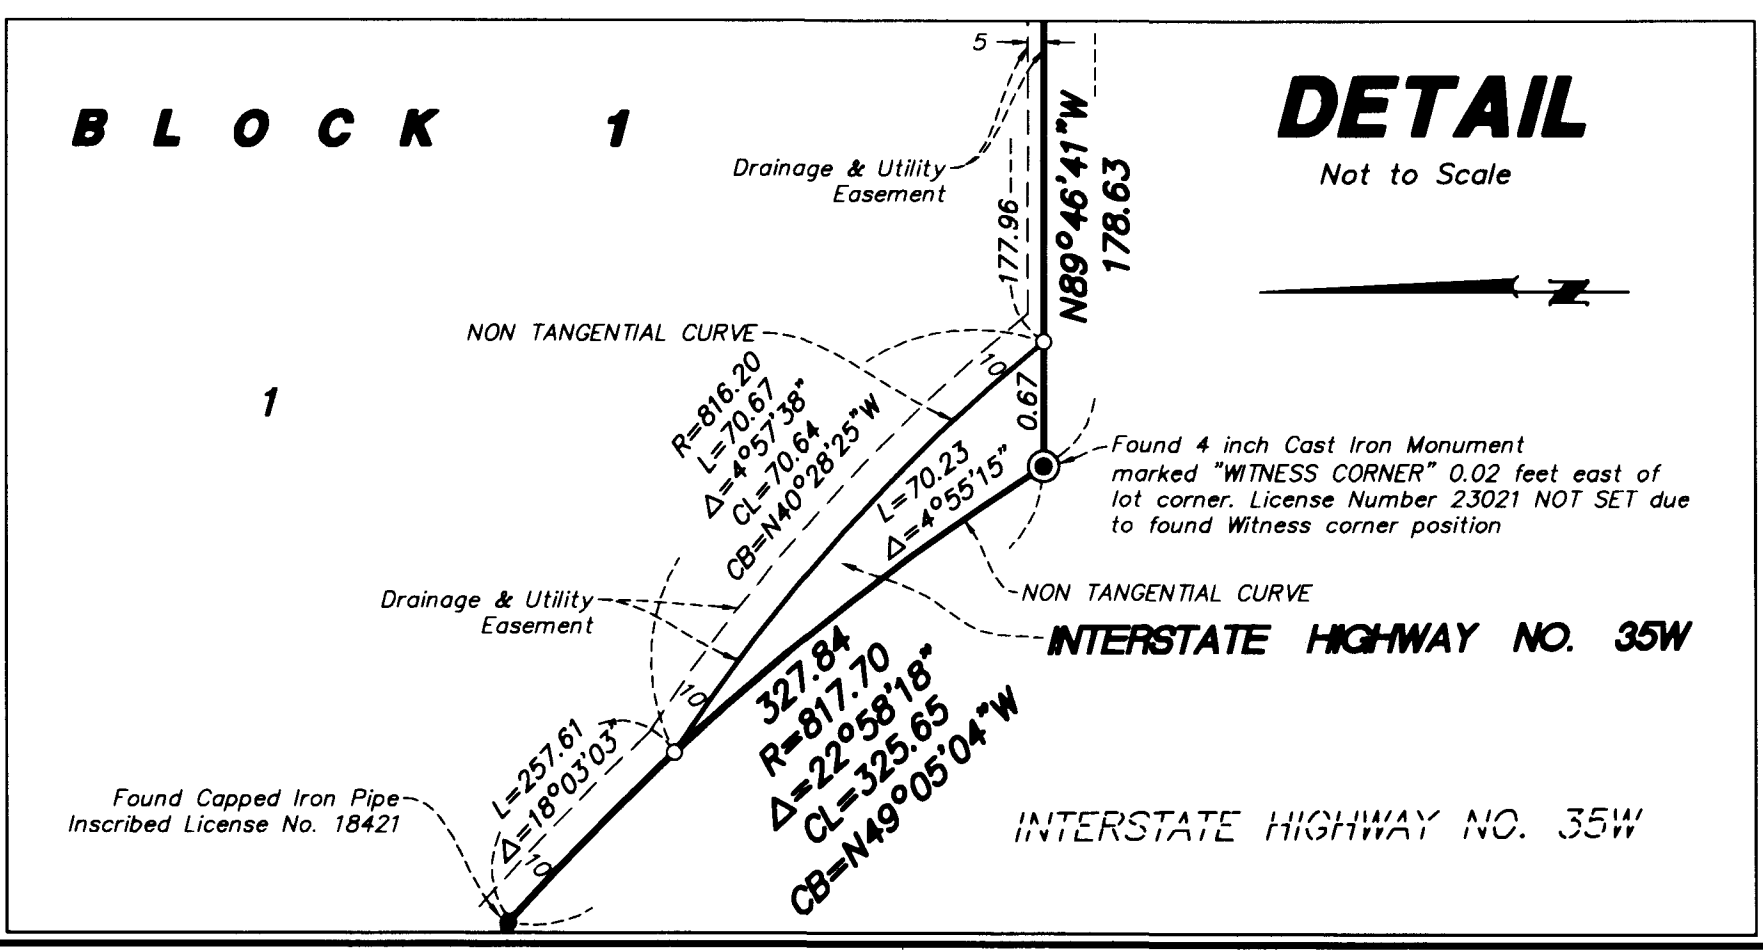 5
BLOCK 1
DETAIL
Not to Scale
Drainage & Utility
Easement
177.96
N89°46'41"W
178.63
N
NON TANGENTIAL CURVE
10
0.67
1
R=816.20
L=70.67
Δ=4°57'38"
CL=70.64
CB=N40°28'25"W
L=70.23
Δ=4°55'15"
Found 4 inch Cast Iron Monument
marked "WITNESS CORNER" 0.02 feet east of
lot corner. License Number 23021 NOT SET due
to found Witness corner position
NON TANGENTIAL CURVE
Drainage & Utility
Easement
INTERSTATE HIGHWAY NO. 35W
10
327.84
R=817.70
Δ=22°58'18"
CL=325.65
CB=N49°05'04"W
L=257.61
Δ=18°03'03"
10
Found Capped Iron Pipe
Inscribed License No. 18421
INTERSTATE HIGHWAY NO. 35W